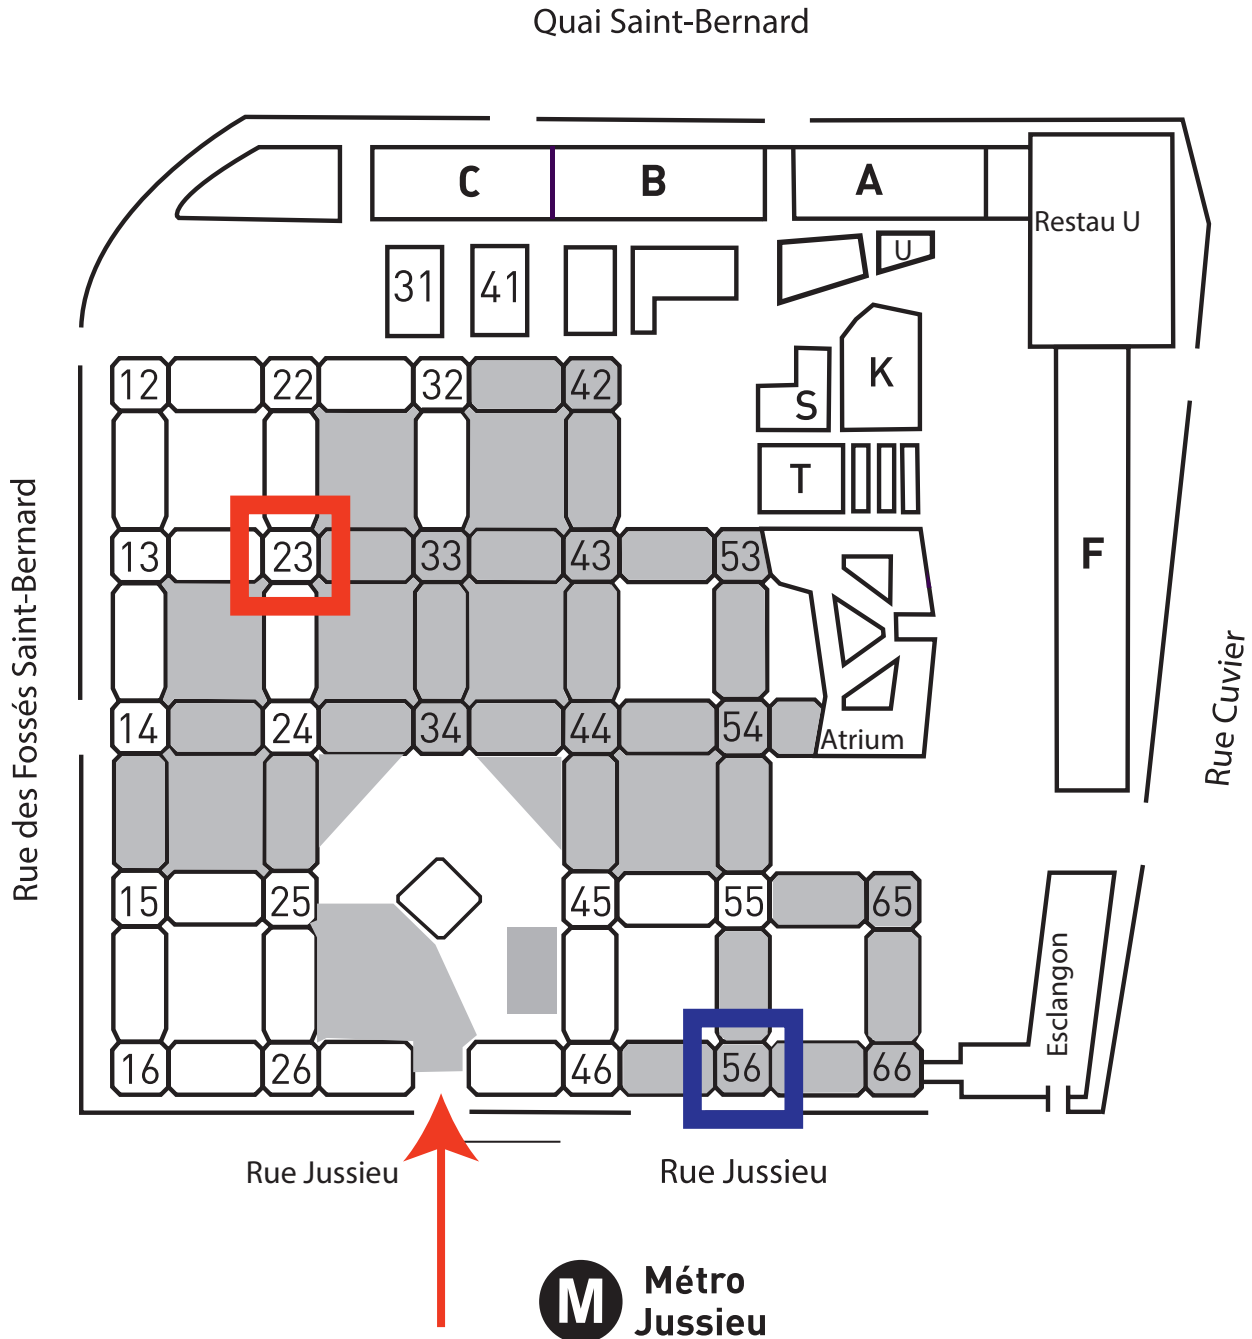 Quai Saint-Bernard
C B A
Restau U
U
31 41
K
S
12 22 32 42
T
Rue des Fossés Saint-Bernard
13 23 33 43 53
F
Rue Cuvier
14 24 34 44 54
Atrium
15 25 45 55 65
Esclangon
16 26 46 56 66
Rue Jussieu
Rue Jussieu
M Métro
Jussieu